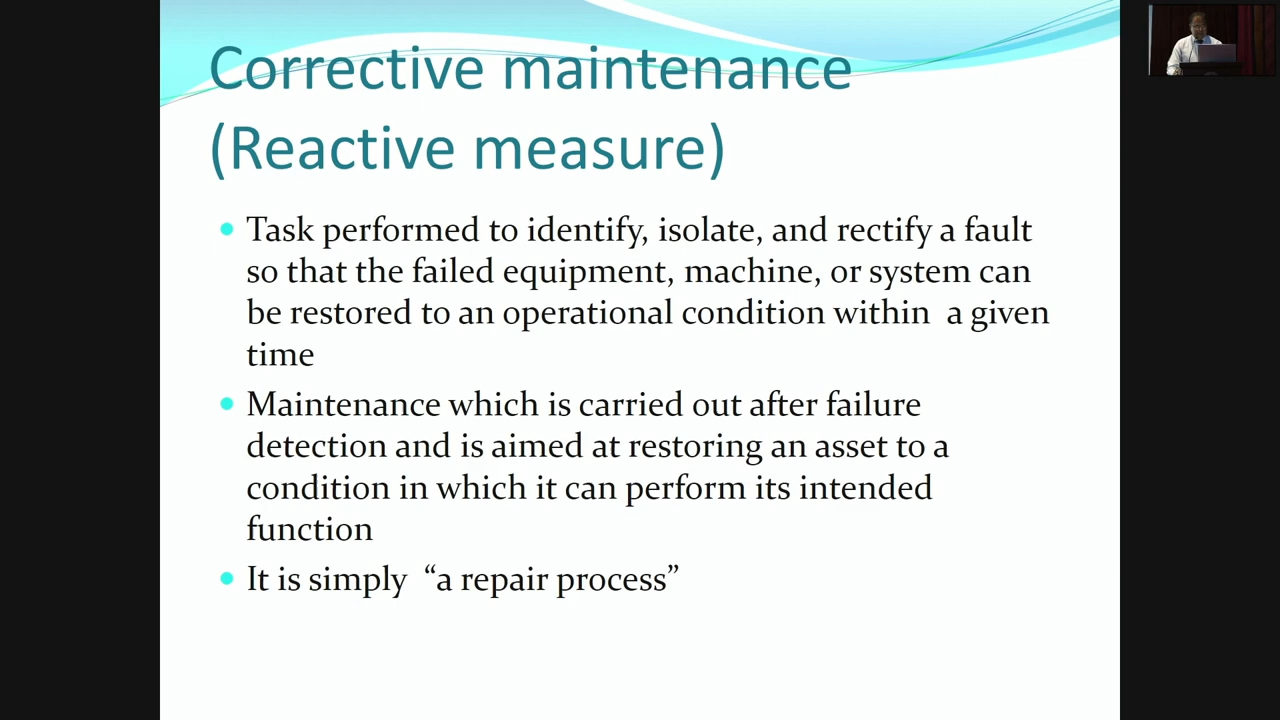 Corrective maintenance
(Reactive measure)
Task performed to identify, isolate, and rectify a fault
so that the failed equipment, machine, or system can
be restored to an operational condition within a given
time
Maintenance which is carried out after failure
detection and is aimed at restoring an asset to a
condition in which it can perform its intended
function
It is simply “a repair process”